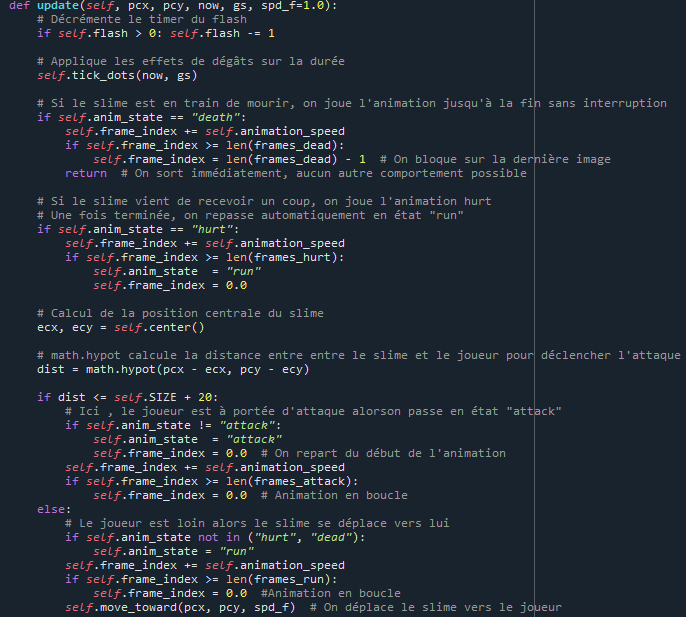 def update(self, pcx, pcy, now, gs, spd_f=1.0):
    # Décrémente le timer du flash
    if self.flash > 0: self.flash -= 1

    # Applique les effets de dégâts sur la durée
    self.tick_dots(now, gs)

    # Si le slime est en train de mourir, on joue l'animation jusqu'à la fin sans interruption
    if self.anim_state == "death":
        self.frame_index += self.animation_speed
        if self.frame_index >= len(frames_dead):
            self.frame_index = len(frames_dead) - 1  # On bloque sur la dernière image
        return  # On sort immédiatement, aucun autre comportement possible

    # Si le slime vient de recevoir un coup, on joue l'animation hurt
    # Une fois terminée, on repasse automatiquement en état "run"
    if self.anim_state == "hurt":
        self.frame_index += self.animation_speed
        if self.frame_index >= len(frames_hurt):
            self.anim_state  = "run"
            self.frame_index = 0.0

    # Calcul de la position centrale du slime
    ecx, ecy = self.center()

    # math.hypot calcule la distance entre entre le slime et le joueur pour déclencher l'attaque
    dist = math.hypot(pcx - ecx, pcy - ecy)

    if dist <= self.SIZE + 20:
        # Ici , le joueur est à portée d'attaque alorson passe en état "attack"
        if self.anim_state != "attack":
            self.anim_state  = "attack"
            self.frame_index = 0.0  # On repart du début de l'animation
        self.frame_index += self.animation_speed
        if self.frame_index >= len(frames_attack):
            self.frame_index = 0.0  # Animation en boucle
    else:
        # Le joueur est loin alors le slime se déplace vers lui
        if self.anim_state not in ("hurt", "dead"):
            self.anim_state = "run"
        self.frame_index += self.animation_speed
        if self.frame_index >= len(frames_run):
            self.frame_index = 0.0  #Animation en boucle
        self.move_toward(pcx, pcy, spd_f)  # On déplace le slime vers le joueur